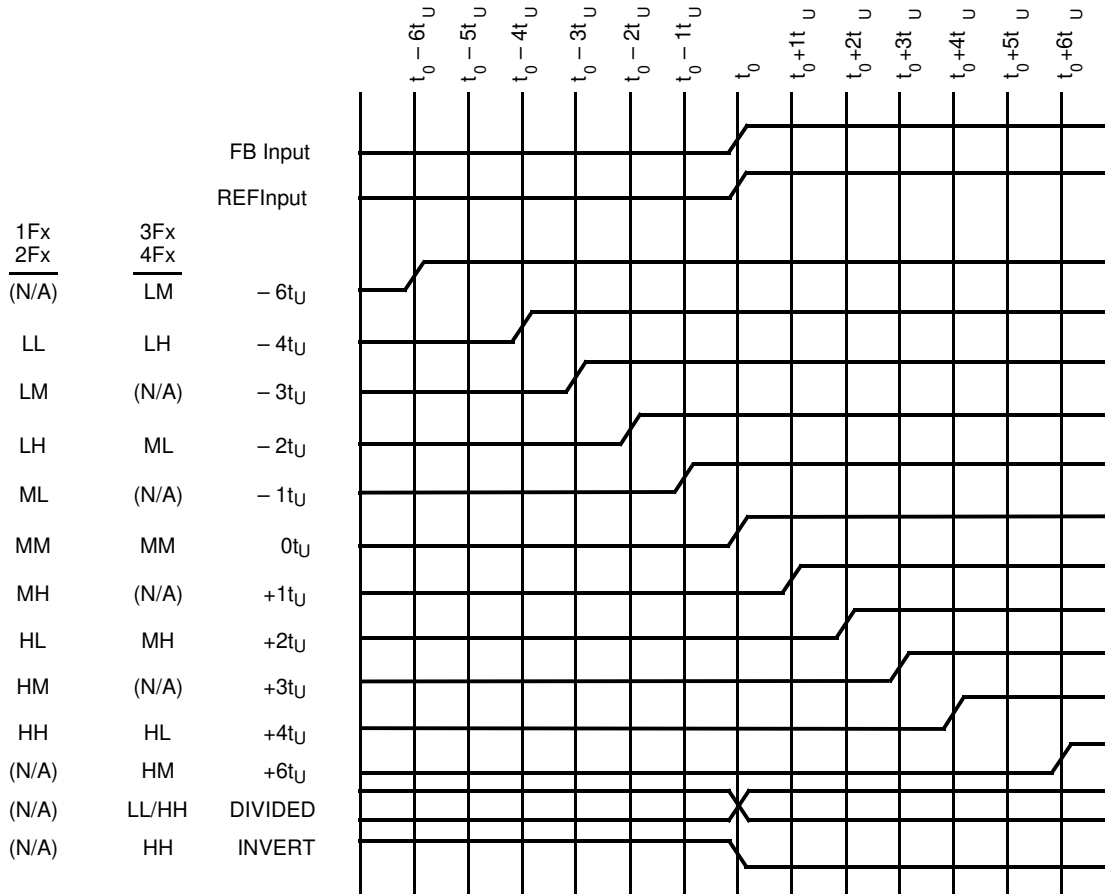 t0 – 6tU
t0 – 5tU
t0 – 4tU
t0 – 3tU
t0 – 2tU
t0 – 1tU
t0
t0+1tU
t0+2tU
t0+3tU
t0+4tU
t0+5tU
t0+6tU
FB Input
REFInput
1Fx 3Fx
2Fx 4Fx
(N/A) LM – 6tU
LL LH – 4tU
LM (N/A) – 3tU
LH ML – 2tU
ML (N/A) – 1tU
MM MM 0tU
MH (N/A) +1tU
HL MH +2tU
HM (N/A) +3tU
HH HL +4tU
(N/A) HM +6tU
(N/A) LL/HH DIVIDED
(N/A) HH INVERT